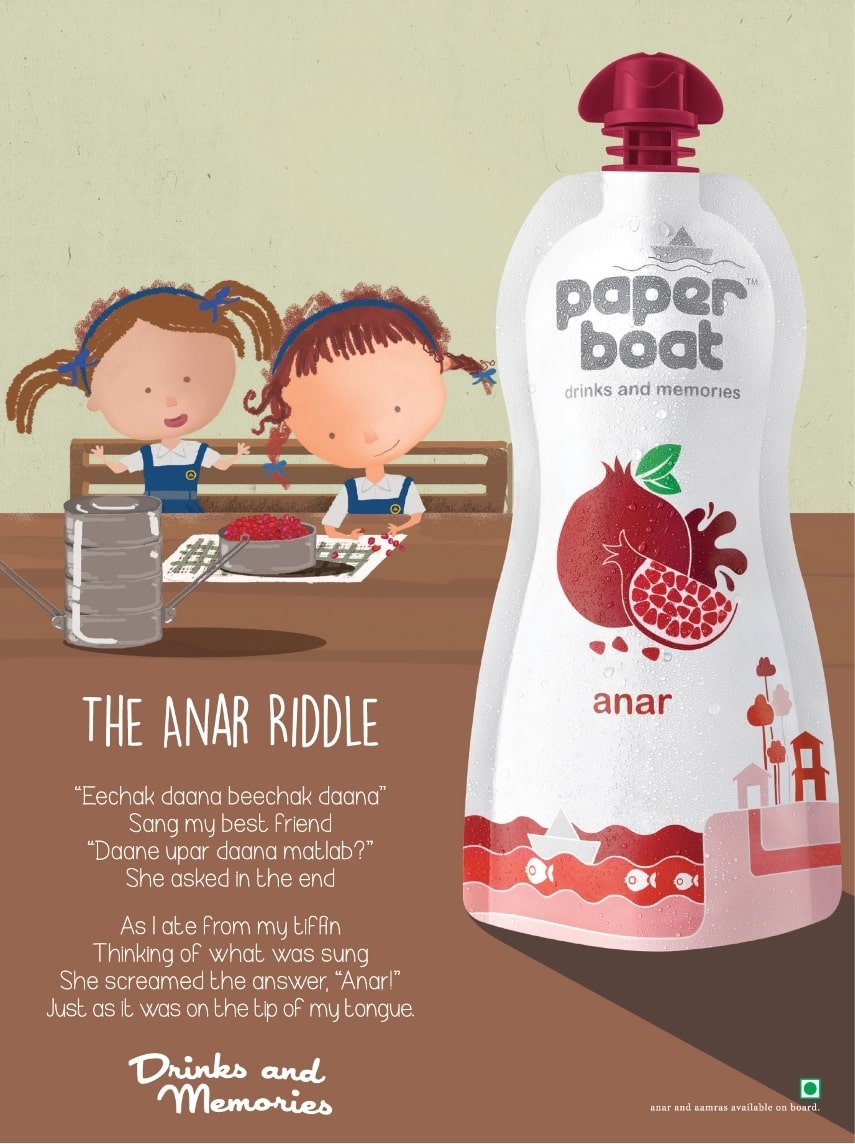 paper
boat
TM
drinks and memories
anar
THE ANAR RIDDLE
“Eechak daana beechak daana”
Sang my best friend
“Daane upar daana matlab?”
She asked in the end
As I ate from my tiffin
Thinking of what was sung
She screamed the answer, “Anar!”
Just as it was on the tip of my tongue.
Drinks and
Memories
anar and aamras available on board.